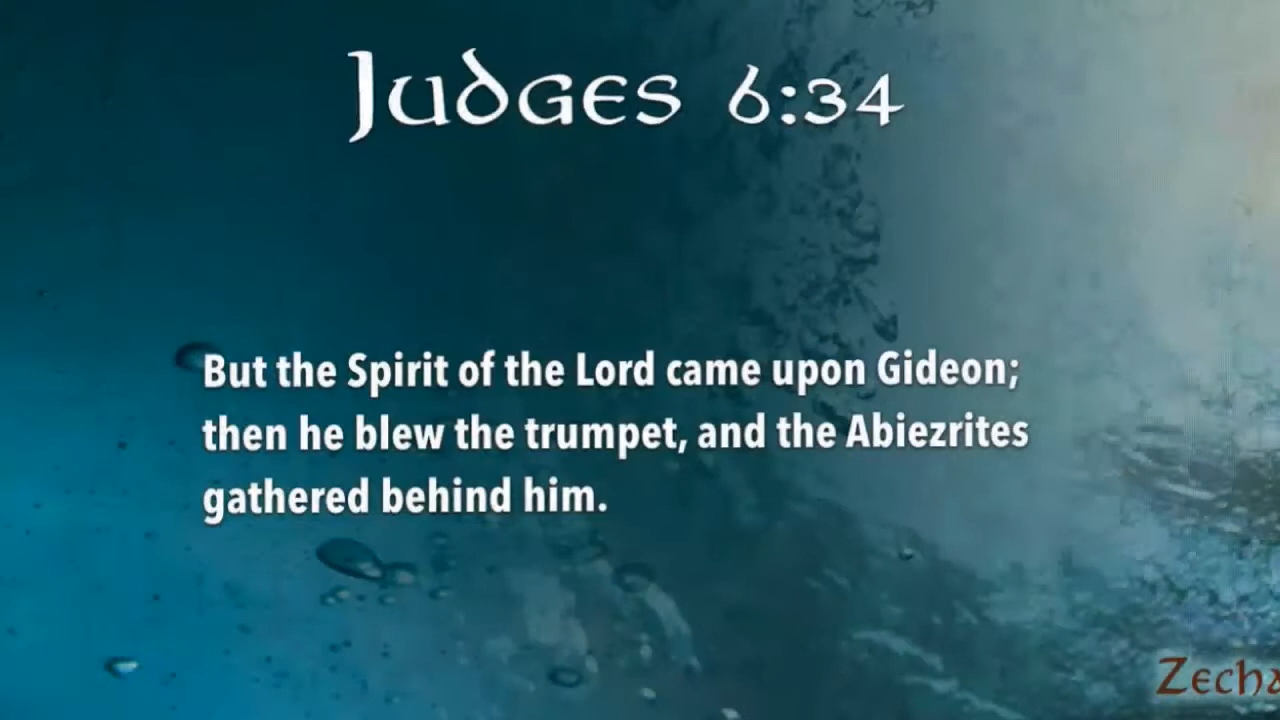 Judges 6:34
But the Spirit of the Lord came upon Gideon;
then he blew the trumpet, and the Abiezrites
gathered behind him.